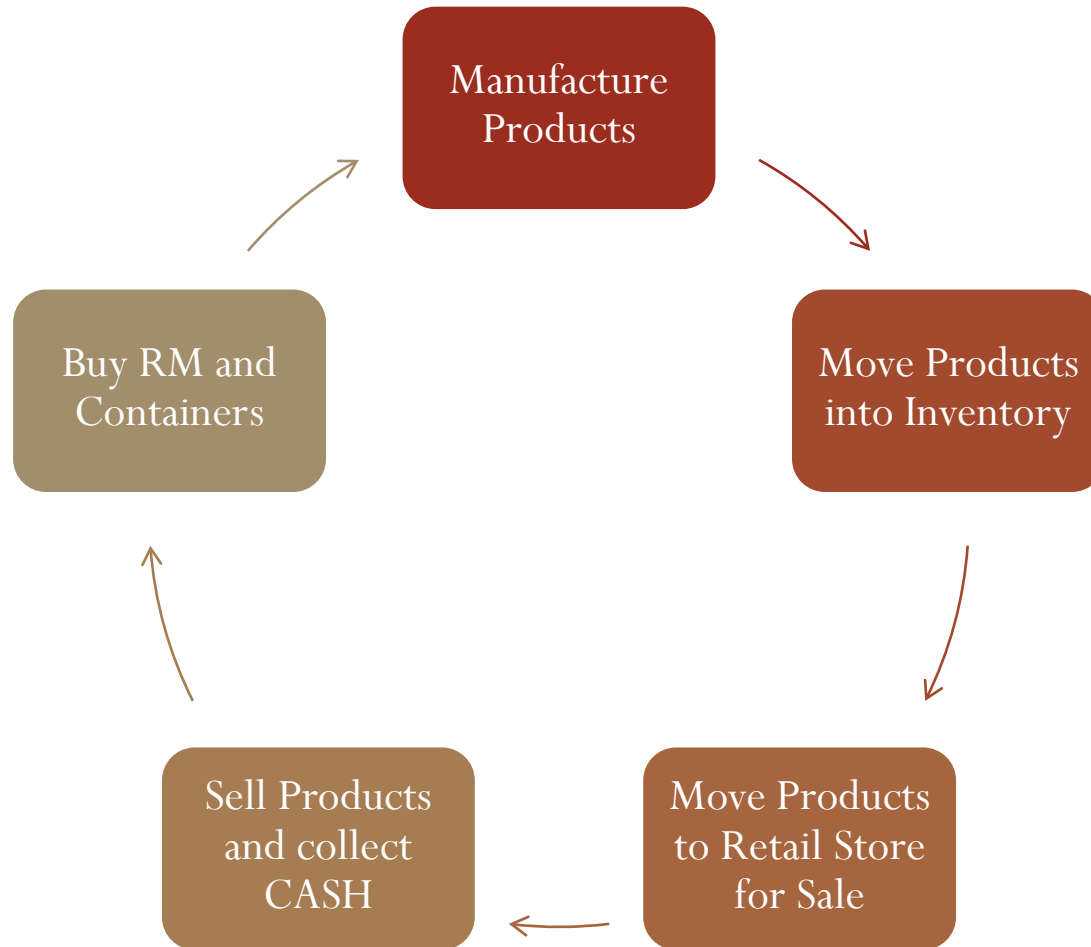 Manufacture
Products
Move Products
into Inventory
Move Products
to Retail Store
for Sale
Sell Products
and collect
CASH
Buy RM and
Containers